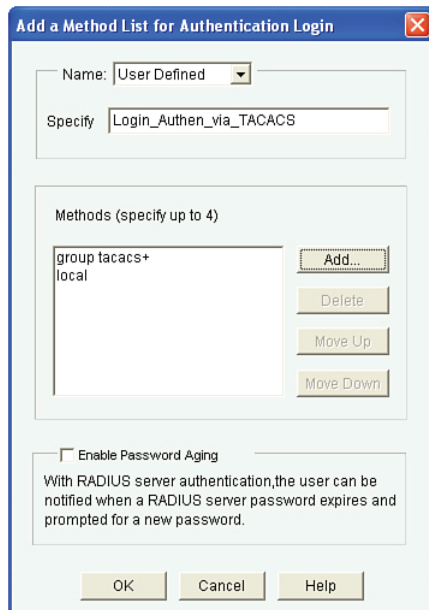 Add a Method List for Authentication Login
Name: User Defined
Specify Login_Authen_via_TACACS
Methods (specify up to 4)
group tacacs+
local
Add...
Delete
Move Up
Move Down
Enable Password Aging
With RADIUS server authentication,the user can be
notified when a RADIUS server password expires and
prompted for a new password.
OK Cancel Help